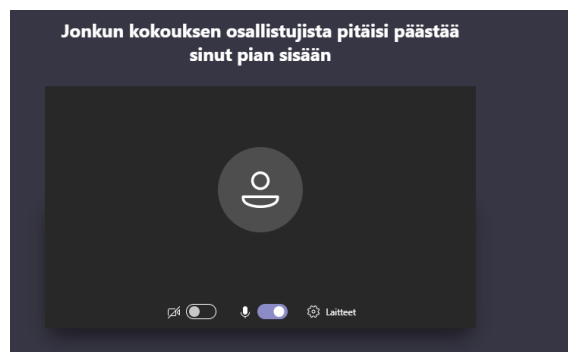 Jonkun kokouksen osallistujista pitäisi päästää
sinut pian sisään
Laitteet